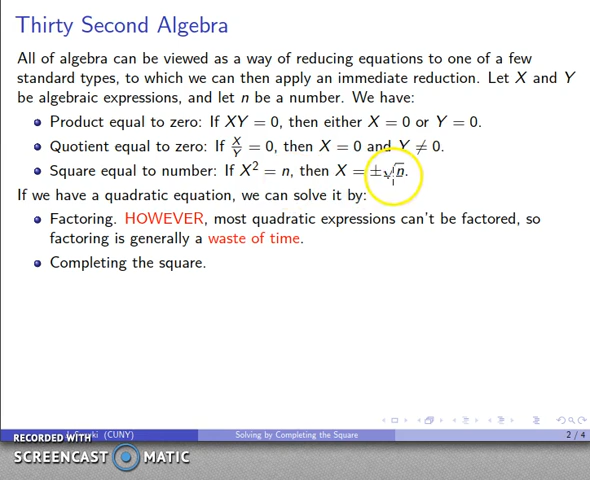 Thirty Second Algebra
All of algebra can be viewed as a way of reducing equations to one of a few
standard types, to which we can then apply an immediate reduction. Let X and Y
be algebraic expressions, and let n be a number. We have:
Product equal to zero: If XY = 0, then either X = 0 or Y = 0.
Quotient equal to zero: If X/Y = 0, then X = 0 and Y ≠ 0.
Square equal to number: If X² = n, then X = ±√n.
If we have a quadratic equation, we can solve it by:
Factoring. HOWEVER, most quadratic expressions can't be factored, so
factoring is generally a waste of time.
Completing the square.
(CUNY) Solving by Completing the Square 2 / 4
RECORDED WITH
SCREENCAST MATIC